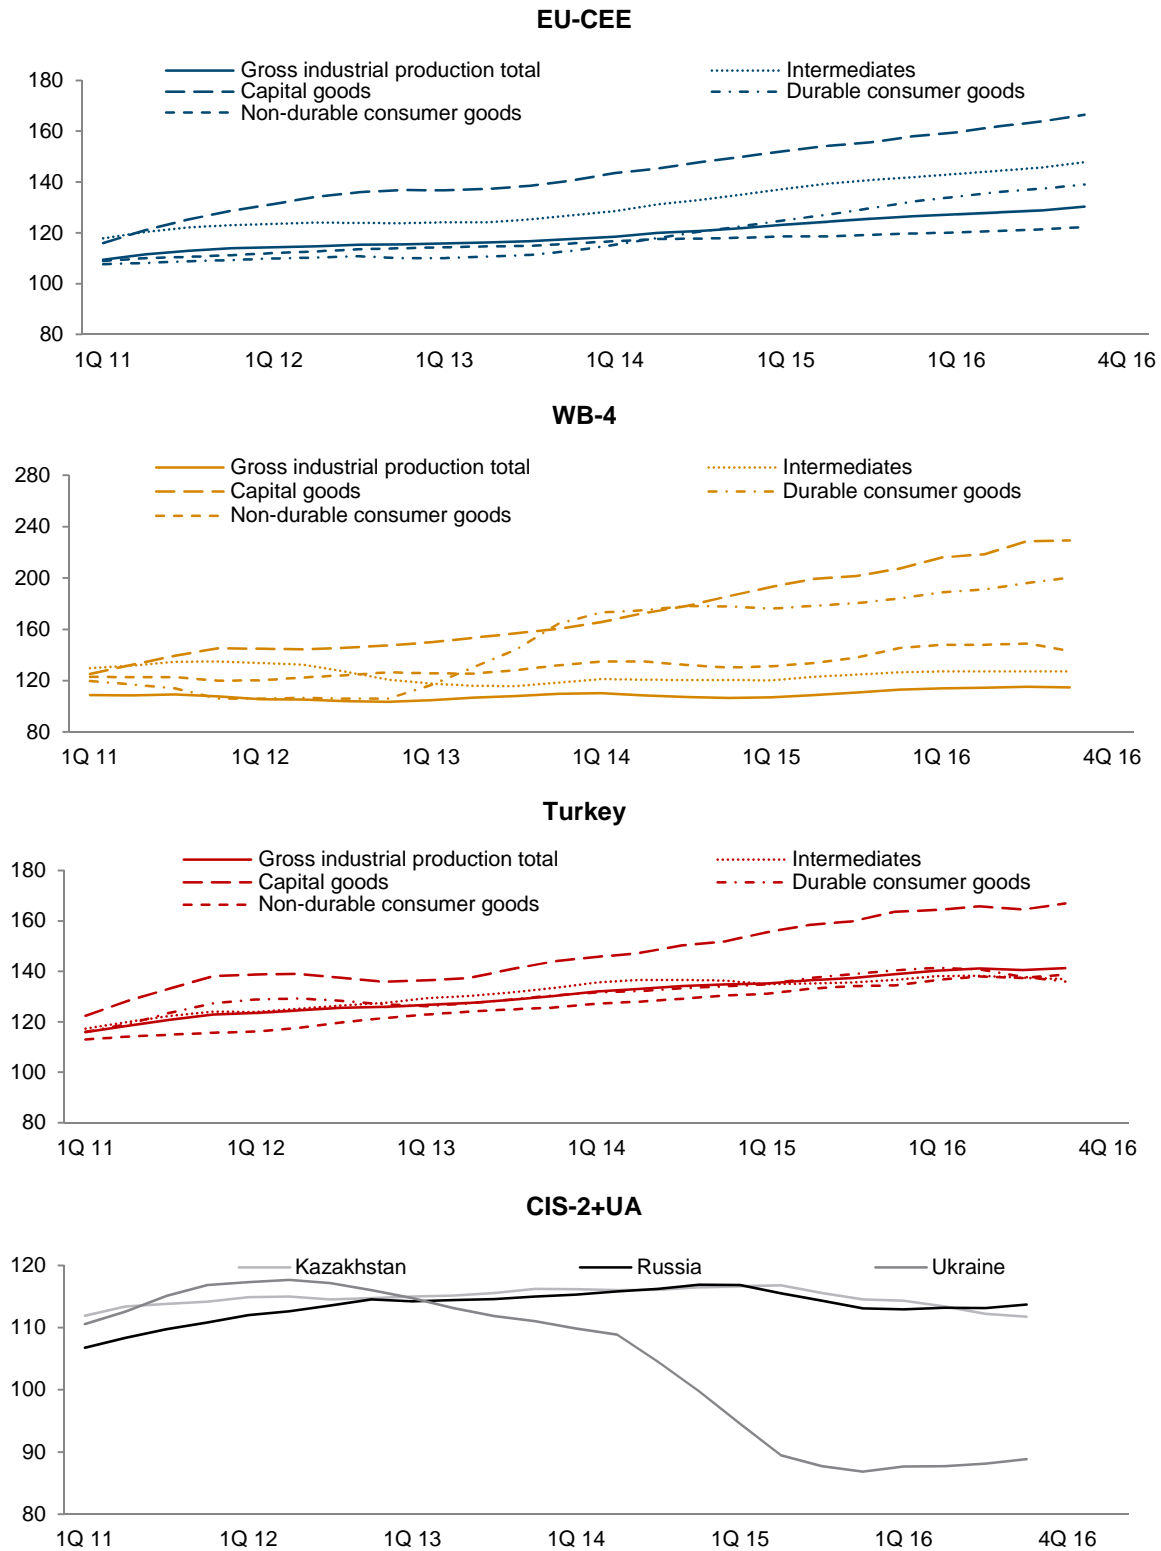 EU-CEE
180
160
140
120
100
80
Gross industrial production total
Intermediates
Capital goods
Durable consumer goods
Non-durable consumer goods
1Q 11 1Q 12 1Q 13 1Q 14 1Q 15 1Q 16 4Q 16
WB-4
280
240
200
160
120
80
Gross industrial production total
Intermediates
Capital goods
Durable consumer goods
Non-durable consumer goods
1Q 11 1Q 12 1Q 13 1Q 14 1Q 15 1Q 16 4Q 16
Turkey
180
160
140
120
100
80
Gross industrial production total
Intermediates
Capital goods
Durable consumer goods
Non-durable consumer goods
1Q 11 1Q 12 1Q 13 1Q 14 1Q 15 1Q 16 4Q 16
CIS-2+UA
120
110
100
90
80
Kazakhstan
Russia
Ukraine
1Q 11 1Q 12 1Q 13 1Q 14 1Q 15 1Q 16 4Q 16